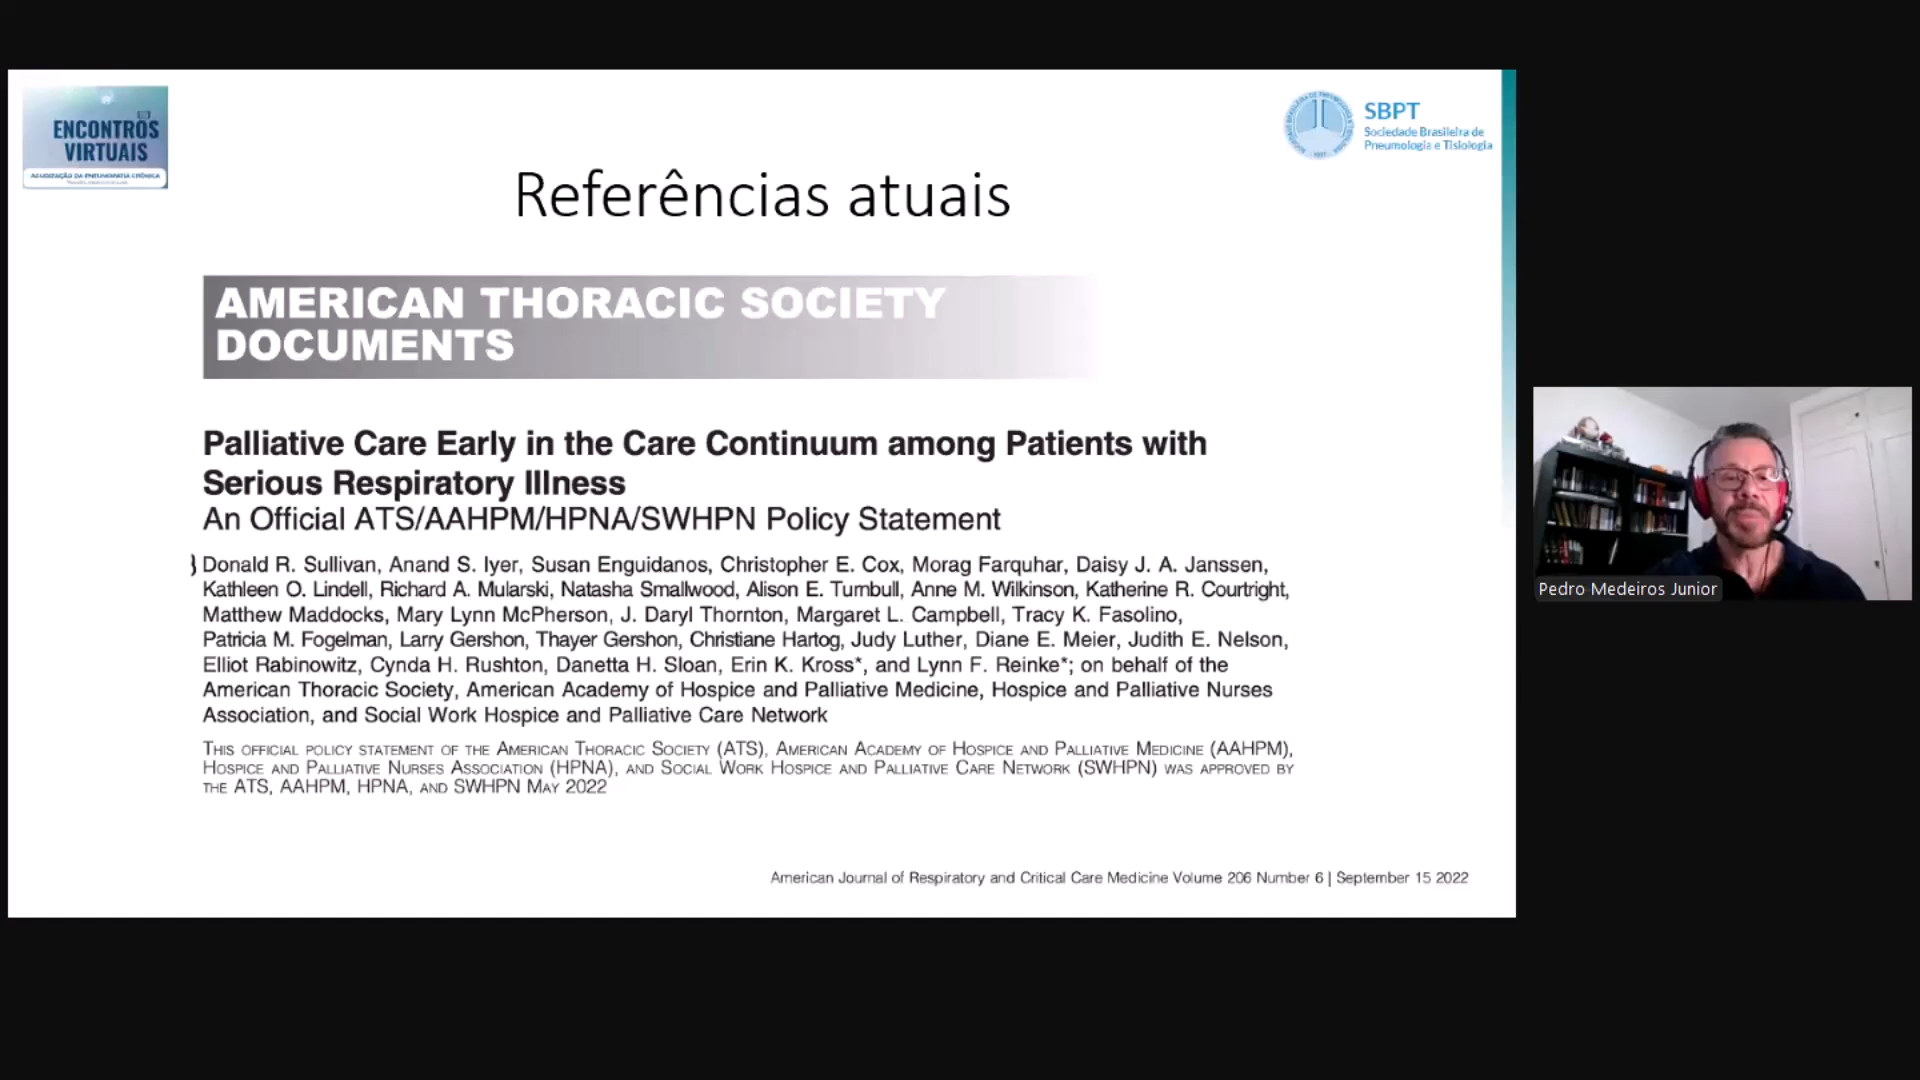 ENCONTROS
VIRTUAIS
AGUDIZAÇÃO DA PNEUMOPATIA CRÔNICA
SBPT
Sociedade Brasileira de
Pneumologia e Tisiologia
Referências atuais
AMERICAN THORACIC SOCIETY
DOCUMENTS
Palliative Care Early in the Care Continuum among Patients with
Serious Respiratory Illness
An Official ATS/AAHPM/HPNA/SWHPN Policy Statement
Donald R. Sullivan, Anand S. Iyer, Susan Enguidanos, Christopher E. Cox, Morag Farquhar, Daisy J. A. Janssen,
Kathleen O. Lindell, Richard A. Mularski, Natasha Smallwood, Alison E. Turnbull, Anne M. Wilkinson, Katherine R. Courtright,
Matthew Maddocks, Mary Lynn McPherson, J. Daryl Thornton, Margaret L. Campbell, Tracy K. Fasolino,
Patricia M. Fogelman, Larry Gershon, Thayer Gershon, Christiane Hartog, Judy Luther, Diane E. Meier, Judith E. Nelson,
Elliot Rabinowitz, Cynda H. Rushton, Danetta H. Sloan, Erin K. Kross*, and Lynn F. Reinke*; on behalf of the
American Thoracic Society, American Academy of Hospice and Palliative Medicine, Hospice and Palliative Nurses
Association, and Social Work Hospice and Palliative Care Network
THIS OFFICIAL POLICY STATEMENT OF THE AMERICAN THORACIC SOCIETY (ATS), AMERICAN ACADEMY OF HOSPICE AND PALLIATIVE MEDICINE (AAHPM),
HOSPICE AND PALLIATIVE NURSES ASSOCIATION (HPNA), AND SOCIAL WORK HOSPICE AND PALLIATIVE CARE NETWORK (SWHPN) WAS APPROVED BY
THE ATS, AAHPM, HPNA, AND SWHPN MAY 2022
American Journal of Respiratory and Critical Care Medicine Volume 206 Number 6 | September 15 2022
Pedro Medeiros Junior